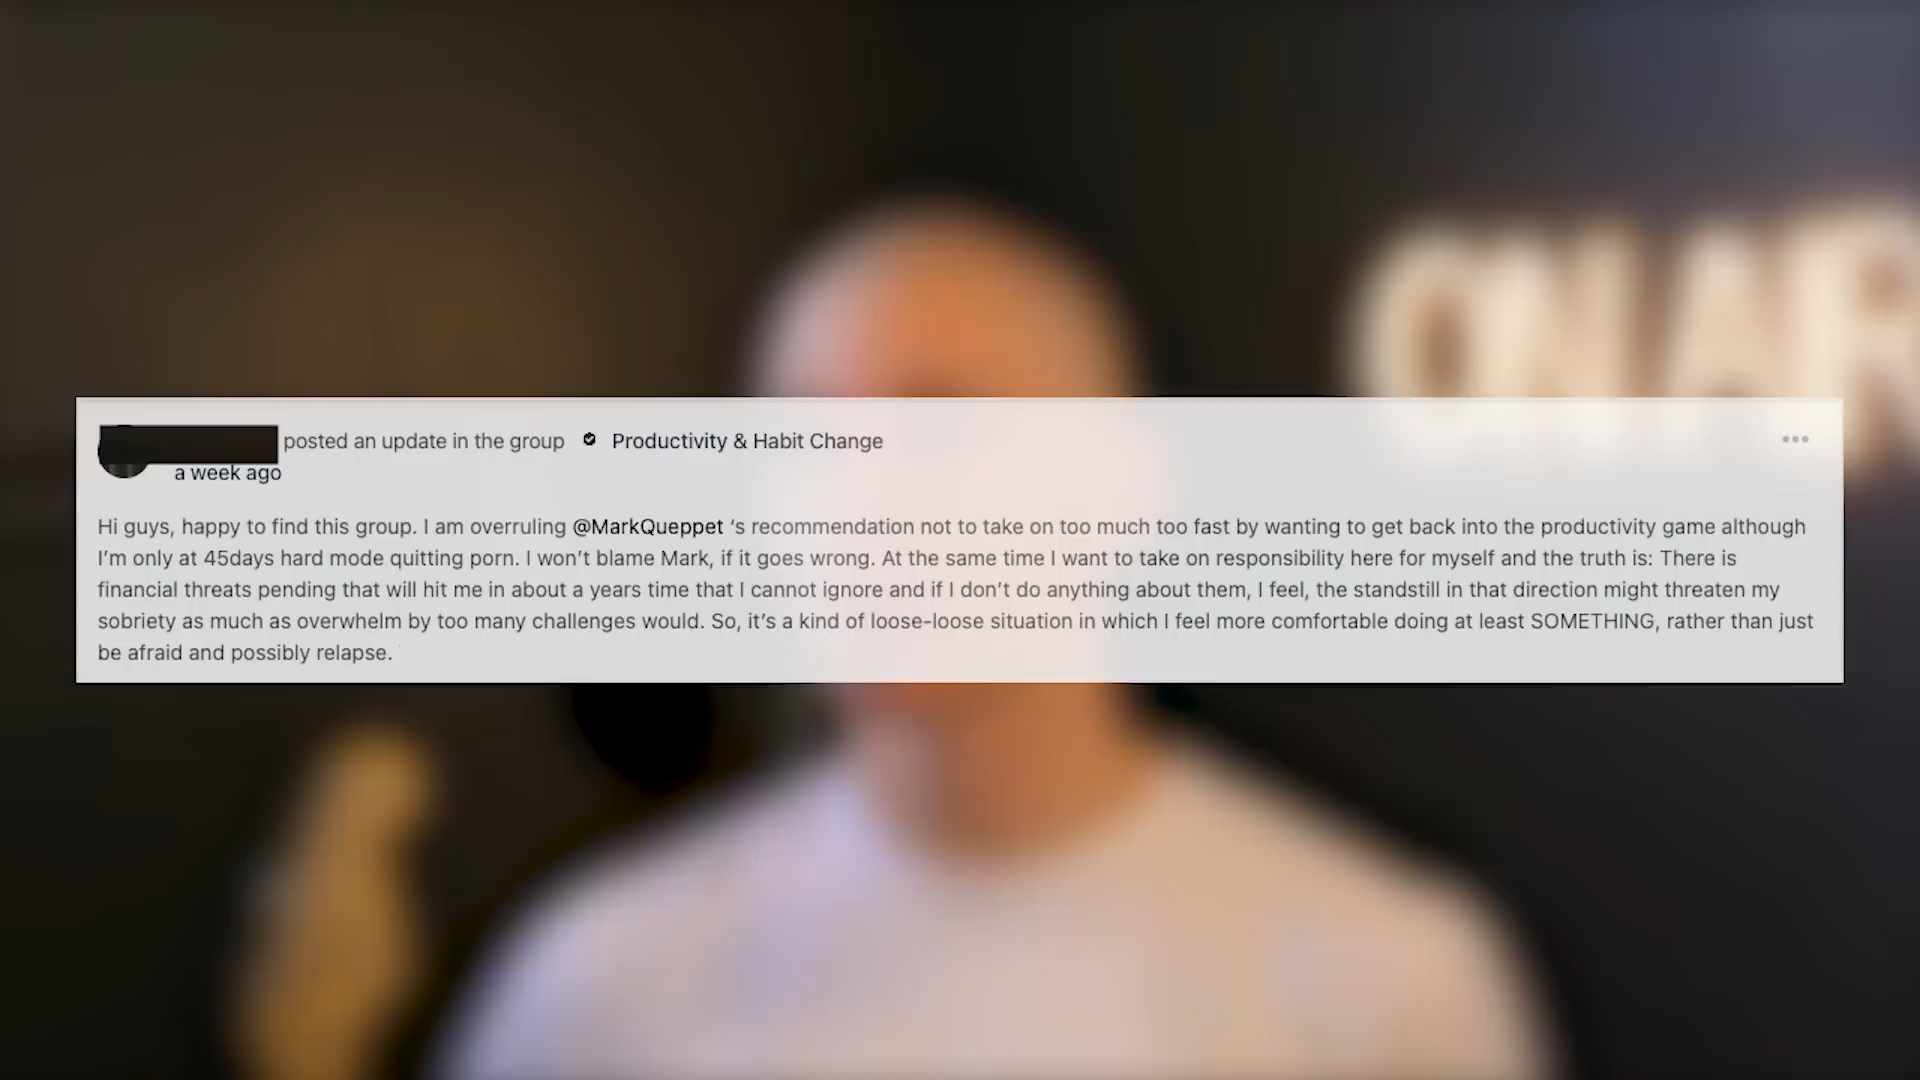 ON AIR
posted an update in the group Productivity & Habit Change
a week ago
Hi guys, happy to find this group. I am overruling @MarkQueppet ‘s recommendation not to take on too much too fast by wanting to get back into the productivity game although
I’m only at 45days hard mode quitting porn. I won’t blame Mark, if it goes wrong. At the same time I want to take on responsibility here for myself and the truth is: There is
financial threats pending that will hit me in about a years time that I cannot ignore and if I don’t do anything about them, I feel, the standstill in that direction might threaten my
sobriety as much as overwhelm by too many challenges would. So, it’s a kind of loose-loose situation in which I feel more comfortable doing at least SOMETHING, rather than just
be afraid and possibly relapse.